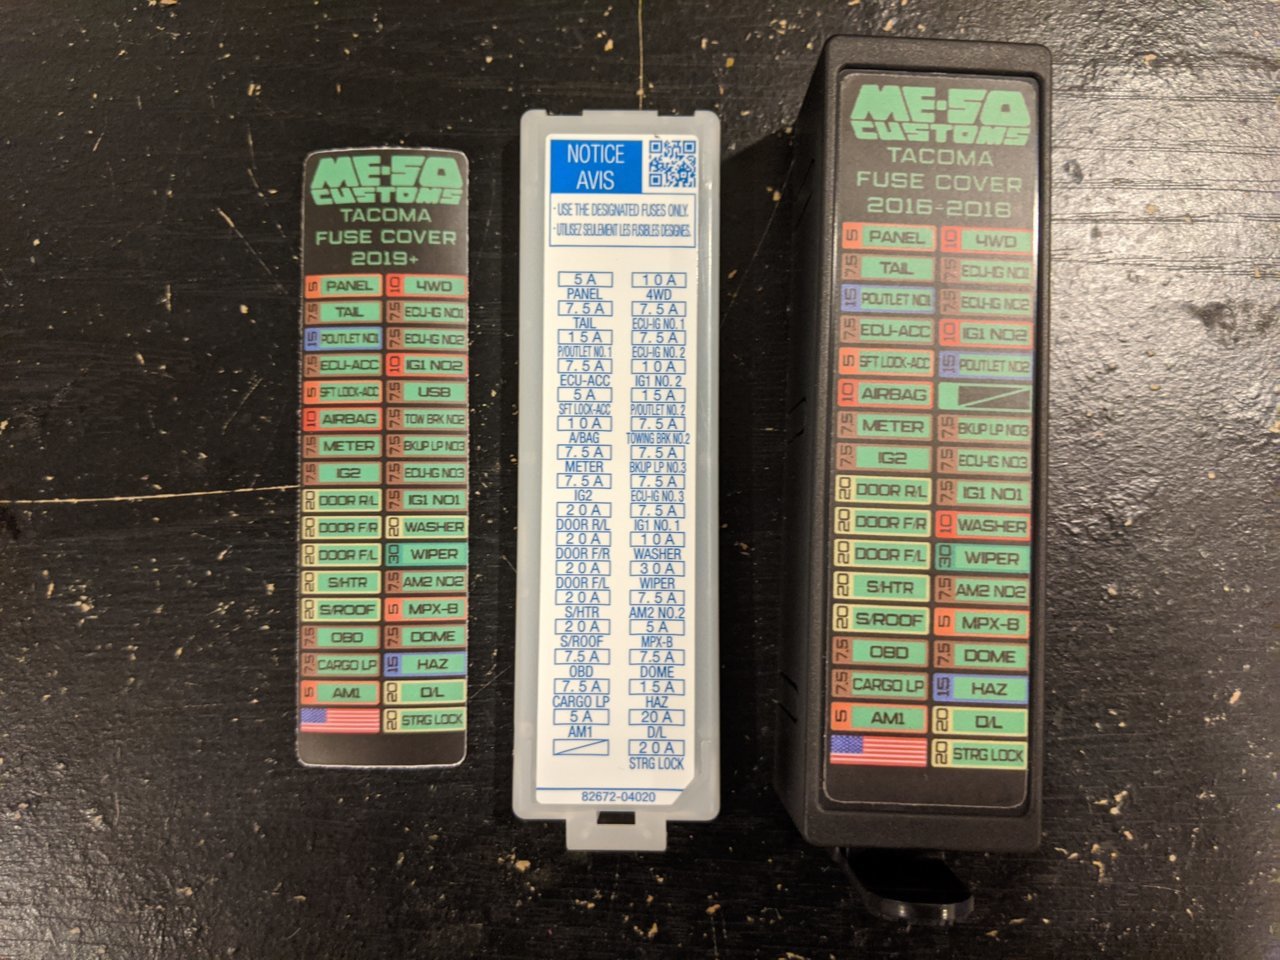 ME-SO
CUSTOMS
TACOMA
FUSE COVER
2019+
5 PANEL 10 4WD
7.5 TAIL 7.5 ECU-IG NO1
15 POUTLET NO1 7.5 ECU-IG NO2
7.5 ECU-ACC 10 IG1 NO2
5 SFT LOCK-ACC 7.5 USB
10 AIRBAG 7.5 TOW BRK NO2
7.5 METER 7.5 BKUP LP NO3
7.5 IG2 7.5 ECU-IG NO3
20 DOOR R/L 7.5 IG1 NO1
20 DOOR F/R 20 WASHER
20 DOOR F/L 30 WIPER
20 S/HTR 7.5 AM2 NO2
20 S/ROOF 5 MPX-B
7.5 OBD 7.5 DOME
7.5 CARGO LP 15 HAZ
5 AM1 20 D/L
20 STRG LOCK
NOTICE
AVIS
· USE THE DESIGNATED FUSES ONLY.
· UTILISEZ SEULEMENT LES FUSIBLES DESIGNES.
5 A 10 A
PANEL 4WD
7.5 A 7.5 A
TAIL ECU-IG NO.1
15 A 7.5 A
P/OUTLET NO.1 ECU-IG NO.2
7.5 A 10 A
ECU-ACC IG1 NO.2
5 A 15 A
SFT LOCK-ACC P/OUTLET NO.2
10 A 7.5 A
A/BAG TOWING BRK NO.2
7.5 A 7.5 A
METER BKUP LP NO.3
7.5 A 7.5 A
IG2 ECU-IG NO.3
20 A 7.5 A
DOOR R/L IG1 NO.1
20 A 10 A
DOOR F/R WASHER
20 A 30 A
DOOR F/L WIPER
20 A 7.5 A
S/HTR AM2 NO.2
20 A 5 A
S/ROOF MPX-B
7.5 A 7.5 A
OBD DOME
7.5 A 15 A
CARGO LP HAZ
5 A 20 A
AM1 D/L
20 A
STRG LOCK
82672-04020
ME-SO
CUSTOMS
TACOMA
FUSE COVER
2016-2018
5 PANEL 10 4WD
7.5 TAIL 7.5 ECU-IG NO1
15 POUTLET NO1 7.5 ECU-IG NO2
7.5 ECU-ACC 10 IG1 NO2
5 SFT LOCK-ACC 15 POUTLET NO2
10 AIRBAG
7.5 METER 7.5 BKUP LP NO3
7.5 IG2 7.5 ECU-IG NO3
20 DOOR R/L 7.5 IG1 NO1
20 DOOR F/R 10 WASHER
20 DOOR F/L 30 WIPER
20 S/HTR 7.5 AM2 NO2
20 S/ROOF 5 MPX-B
7.5 OBD 7.5 DOME
7.5 CARGO LP 15 HAZ
5 AM1 20 D/L
20 STRG LOCK